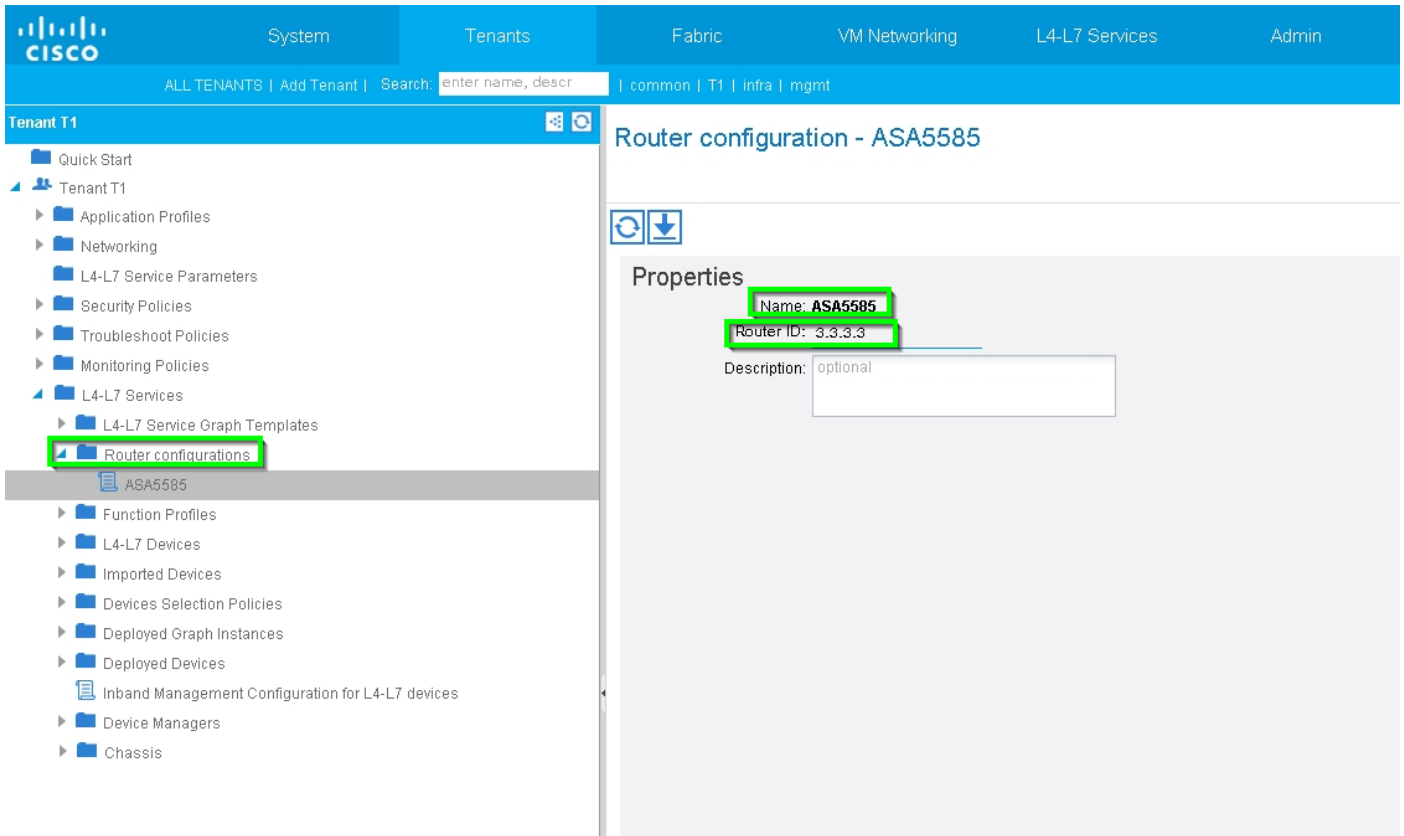 CISCO
System
Tenants
Fabric
VM Networking
L4-L7 Services
Admin
ALL TENANTS | Add Tenant | Search: enter name, descr | common | T1 | infra | mgmt
Tenant T1
Quick Start
Tenant T1
Application Profiles
Networking
L4-L7 Service Parameters
Security Policies
Troubleshoot Policies
Monitoring Policies
L4-L7 Services
L4-L7 Service Graph Templates
Router configurations
ASA5585
Function Profiles
L4-L7 Devices
Imported Devices
Devices Selection Policies
Deployed Graph Instances
Deployed Devices
Inband Management Configuration for L4-L7 devices
Device Managers
Chassis
Router configuration - ASA5585
Properties
Name: ASA5585
Router ID: 3.3.3.3
Description: optional